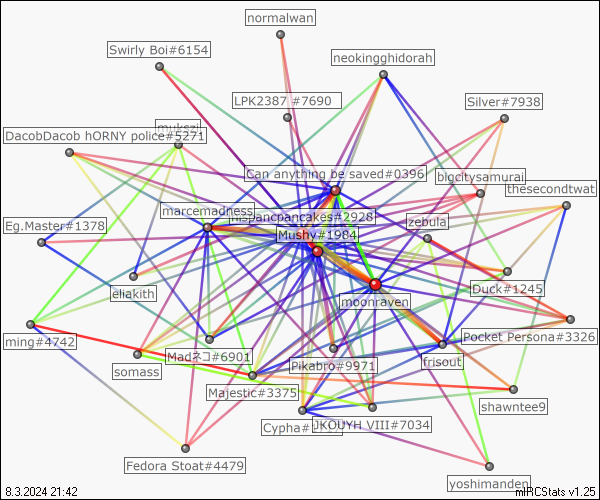 normalwan
Swirly Boi#6154
neokingghidorah
LPK2387 #7690
Silver#7938
DacobDacob hORNY police#5271
Can anything be saved#0396
bigcitysamurai
thesecondtwat
marcemadness
Hispancpancakes#2928
Eg.Master#1378
zebula
Mushy#1984
eliakith
Duck#1245
moonraven
ming#4742
Madネコ#6901
Pocket Persona#3326
somass
Pikabro#9971
frisout
Majestic#3375
shawntee9
Cypha#
JKOUYH VIII#7034
Fedora Stoat#4479
yoshimanden
8.3.2024 21:42
mIRCStats v1.25